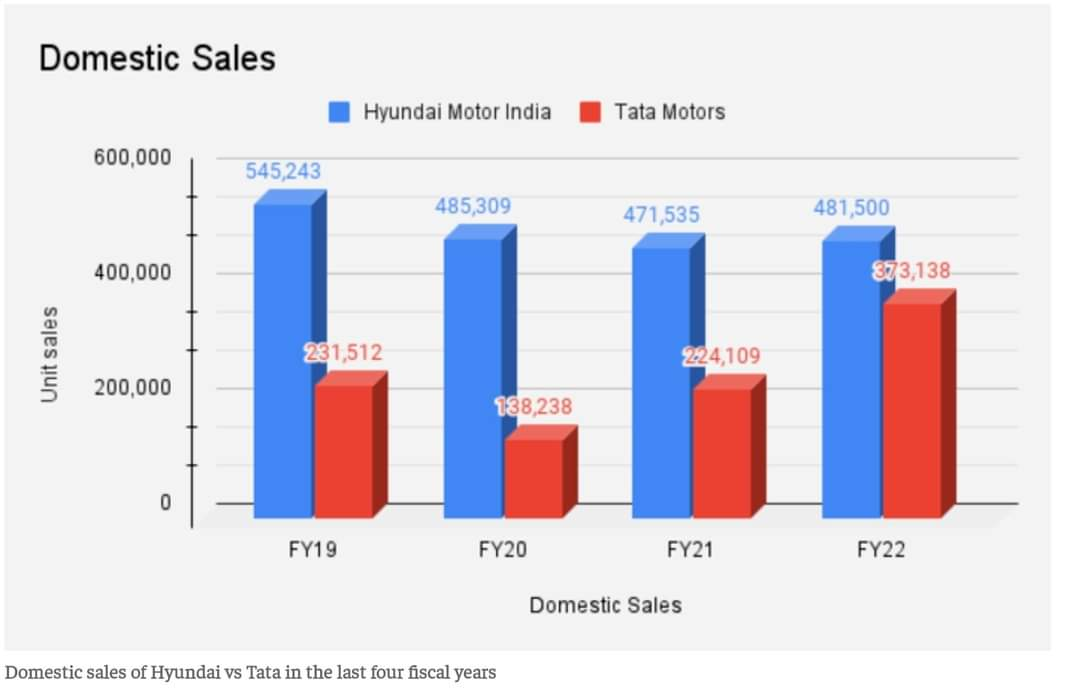 Domestic Sales
Hyundai Motor India Tata Motors
600,000
400,000
200,000
0
Unit sales
545,243
231,512
485,309
138,238
471,535
224,109
481,500
373,138
FY19 FY20 FY21 FY22
Domestic Sales
Domestic sales of Hyundai vs Tata in the last four fiscal years